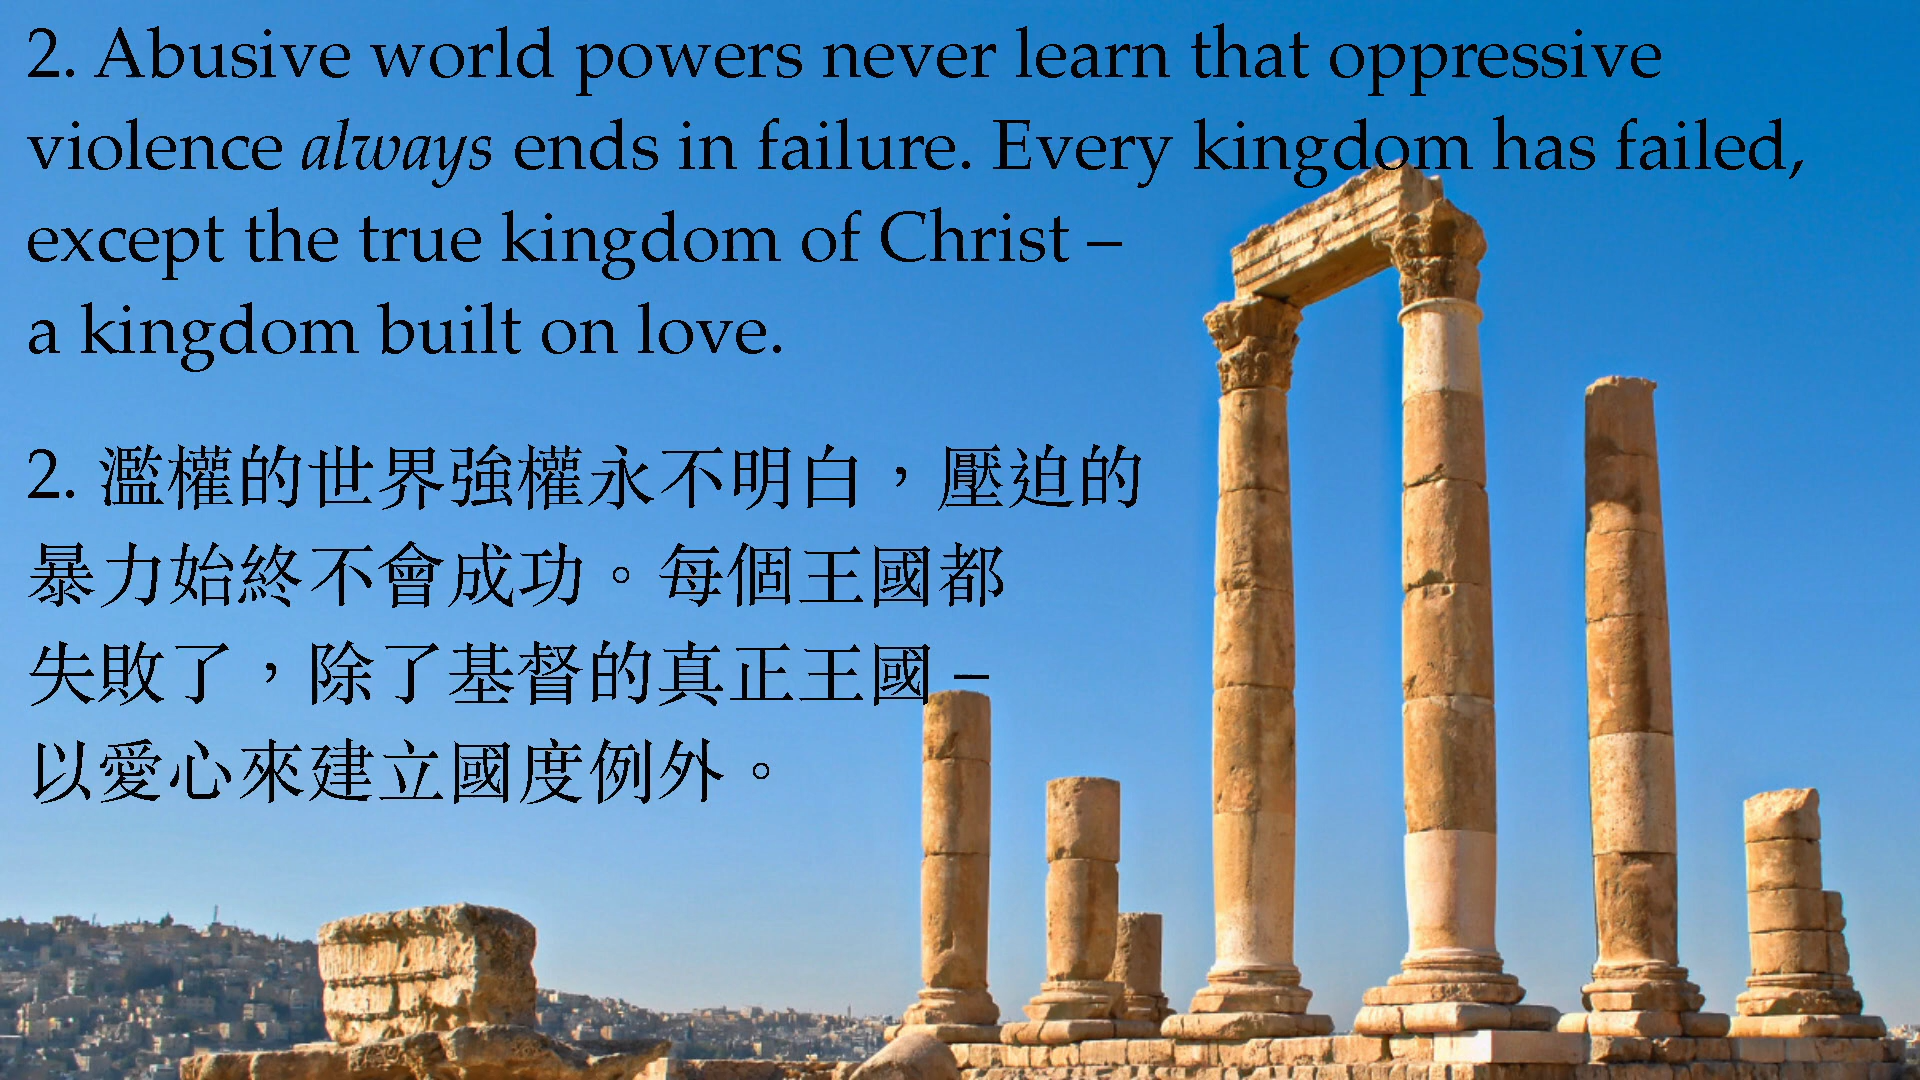 2. Abusive world powers never learn that oppressive
violence always ends in failure. Every kingdom has failed,
except the true kingdom of Christ –
a kingdom built on love.
2. 濫權的世界強權永不明白，壓迫的
暴力始終不會成功。每個王國都
失敗了，除了基督的真正王國 –
以愛心來建立國度例外。